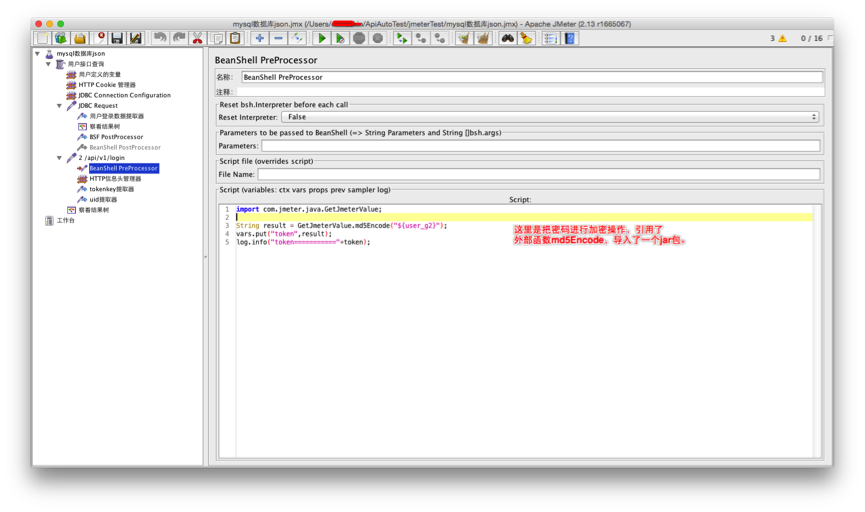 mysql数据库json.jmx (/Users/ in/ApiAutoTest/jmeterTest/mysql数据库json.jmx) - Apache JMeter (2.13 r1665067)
3 0 / 16
mysql数据库json
用户接口查询
用户定义的变量
HTTP Cookie 管理器
JDBC Connection Configuration
JDBC Request
用户登录数据提取器
察看结果树
BSF PostProcessor
BeanShell PostProcessor
2 /api/v1/login
BeanShell PreProcessor
HTTP信息头管理器
tokenkey提取器
uid提取器
察看结果树
工作台
BeanShell PreProcessor
名称: BeanShell PreProcessor
注释:
Reset bsh.Interpreter before each call
Reset Interpreter: False
Parameters to be passed to BeanShell (=> String Parameters and String []bsh.args)
Parameters:
Script file (overrides script)
File Name:
Script (variables: ctx vars props prev sampler log)
Script:
1 import com.jmeter.java.GetJmeterValue;
2
3 String result = GetJmeterValue.md5Encode("${user_g2}");
4 vars.put("token",result);
5 log.info("token==========="+token);
这里是把密码进行加密操作，引用了
外部函数md5Encode，导入了一个jar包。